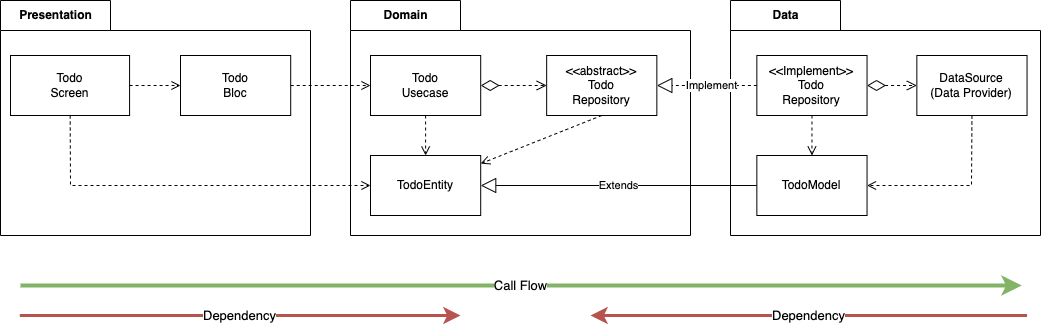 Presentation
Domain
Data
Todo
Screen
Todo
Bloc
Todo
Usecase
<<abstract>>
Todo
Repository
Implement
<<Implement>>
Todo
Repository
DataSource
(Data Provider)
TodoEntity
Extends
TodoModel
Call Flow
Dependency
Dependency